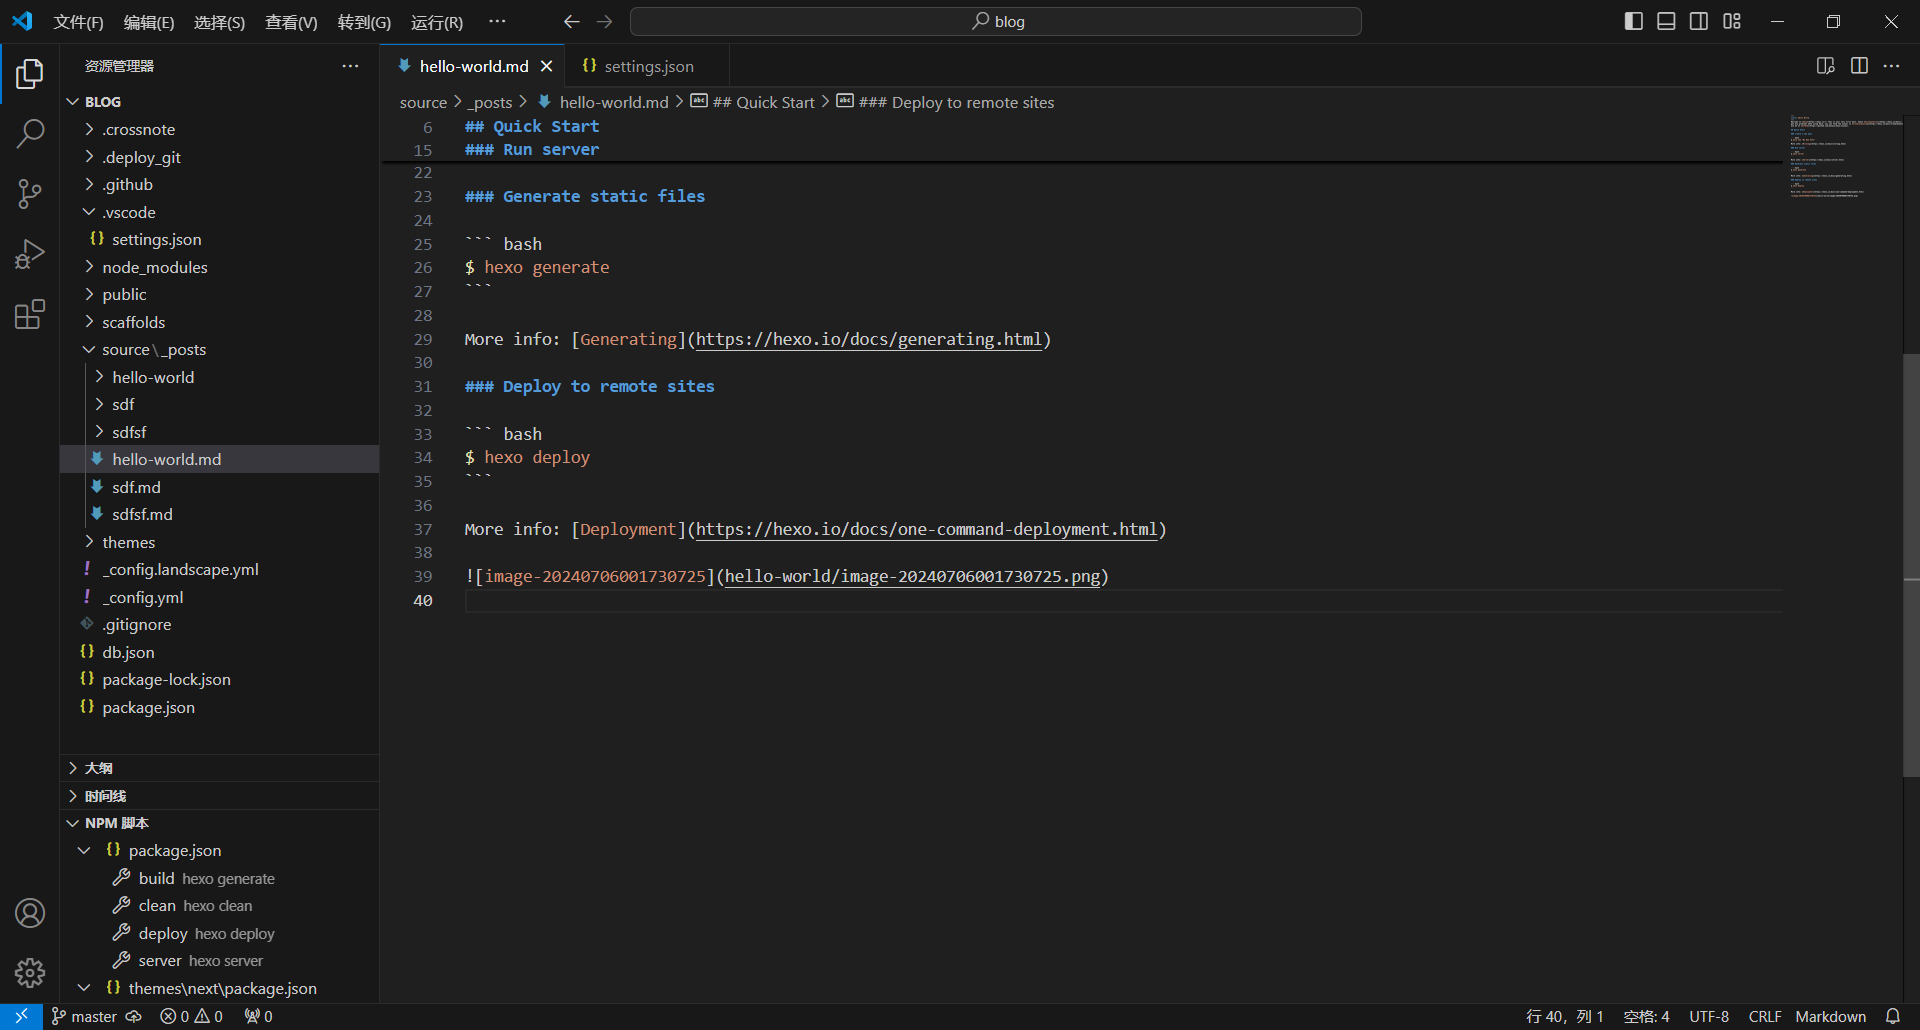 文件(F) 编辑(E) 选择(S) 查看(V) 转到(G) 运行(R) ··· blog
资源管理器 ···
BLOG
.crossnote
.deploy_git
.github
.vscode
{} settings.json
node_modules
public
scaffolds
source\_posts
hello-world
sdf
sdfsf
hello-world.md
sdf.md
sdfsf.md
themes
! _config.landscape.yml
! _config.yml
.gitignore
{} db.json
{} package-lock.json
{} package.json
大纲
时间线
NPM 脚本
{} package.json
build hexo generate
clean hexo clean
deploy hexo deploy
server hexo server
{} themes\next\package.json
hello-world.md {} settings.json ···
source > _posts > hello-world.md > abc ## Quick Start > abc ### Deploy to remote sites
6 ## Quick Start
15 ### Run server
22
23 ### Generate static files
24
25 ``` bash
26 $ hexo generate
27 ```
28
29 More info: [Generating](https://hexo.io/docs/generating.html)
30
31 ### Deploy to remote sites
32
33 ``` bash
34 $ hexo deploy
35 ```
36
37 More info: [Deployment](https://hexo.io/docs/one-command-deployment.html)
38
39 ![image-20240706001730725](hello-world/image-20240706001730725.png)
40
master 0 0 0 行 40，列 1 空格: 4 UTF-8 CRLF Markdown